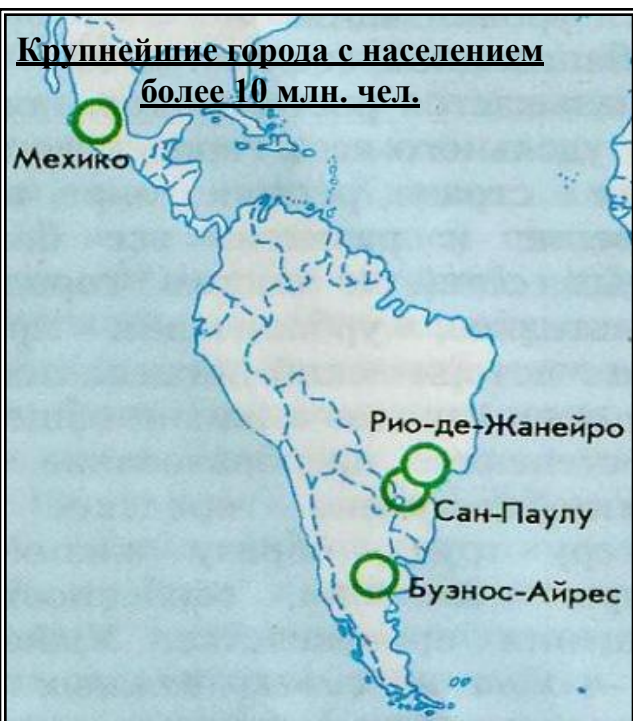 Крупнейшие города с населением
более 10 млн. чел.
Мехико
Рио-де-Жанейро
Сан-Паулу
Буэнос-Айрес